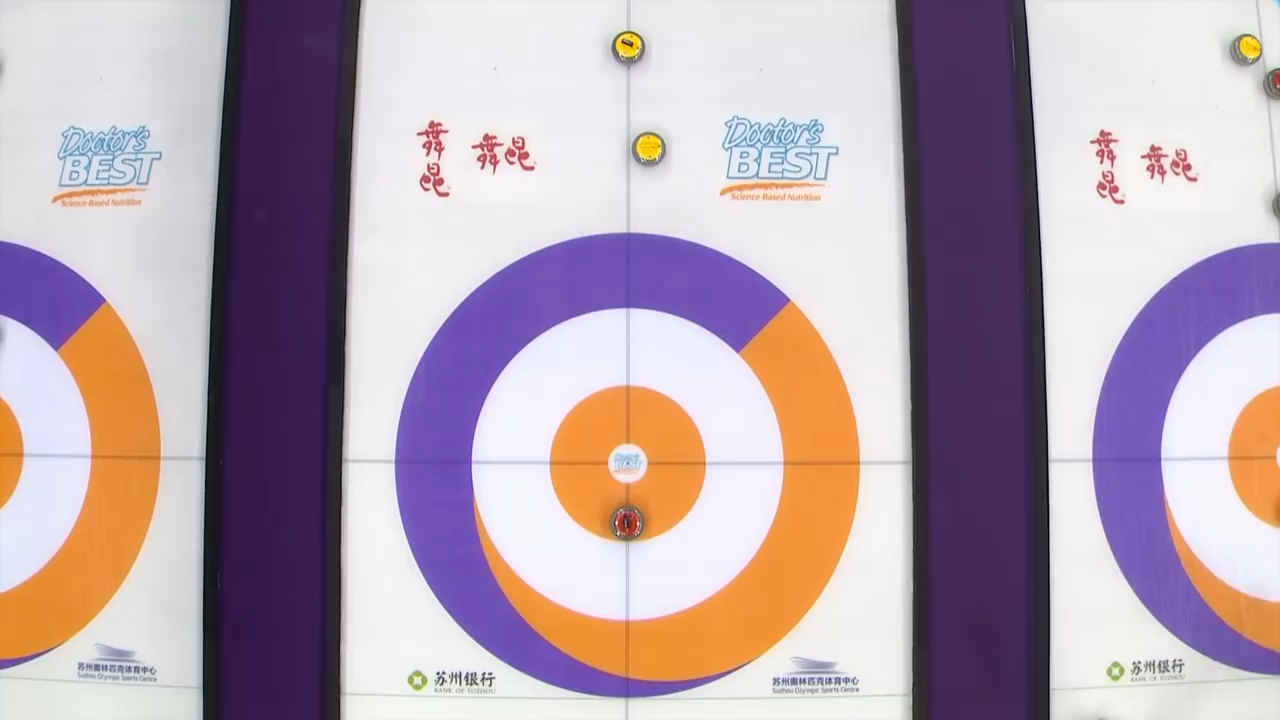 Doctor's
BEST
Science-Based Nutrition
舞昆
舞昆
Doctor's
BEST
Science-Based Nutrition
舞昆
舞昆
Doctor's
BEST
苏州奥林匹克体育中心
Suzhou Olympic Sports Centre
苏州银行
BANK OF SUZHOU
苏州奥林匹克体育中心
Suzhou Olympic Sports Centre
苏州银行
BANK OF SUZHOU